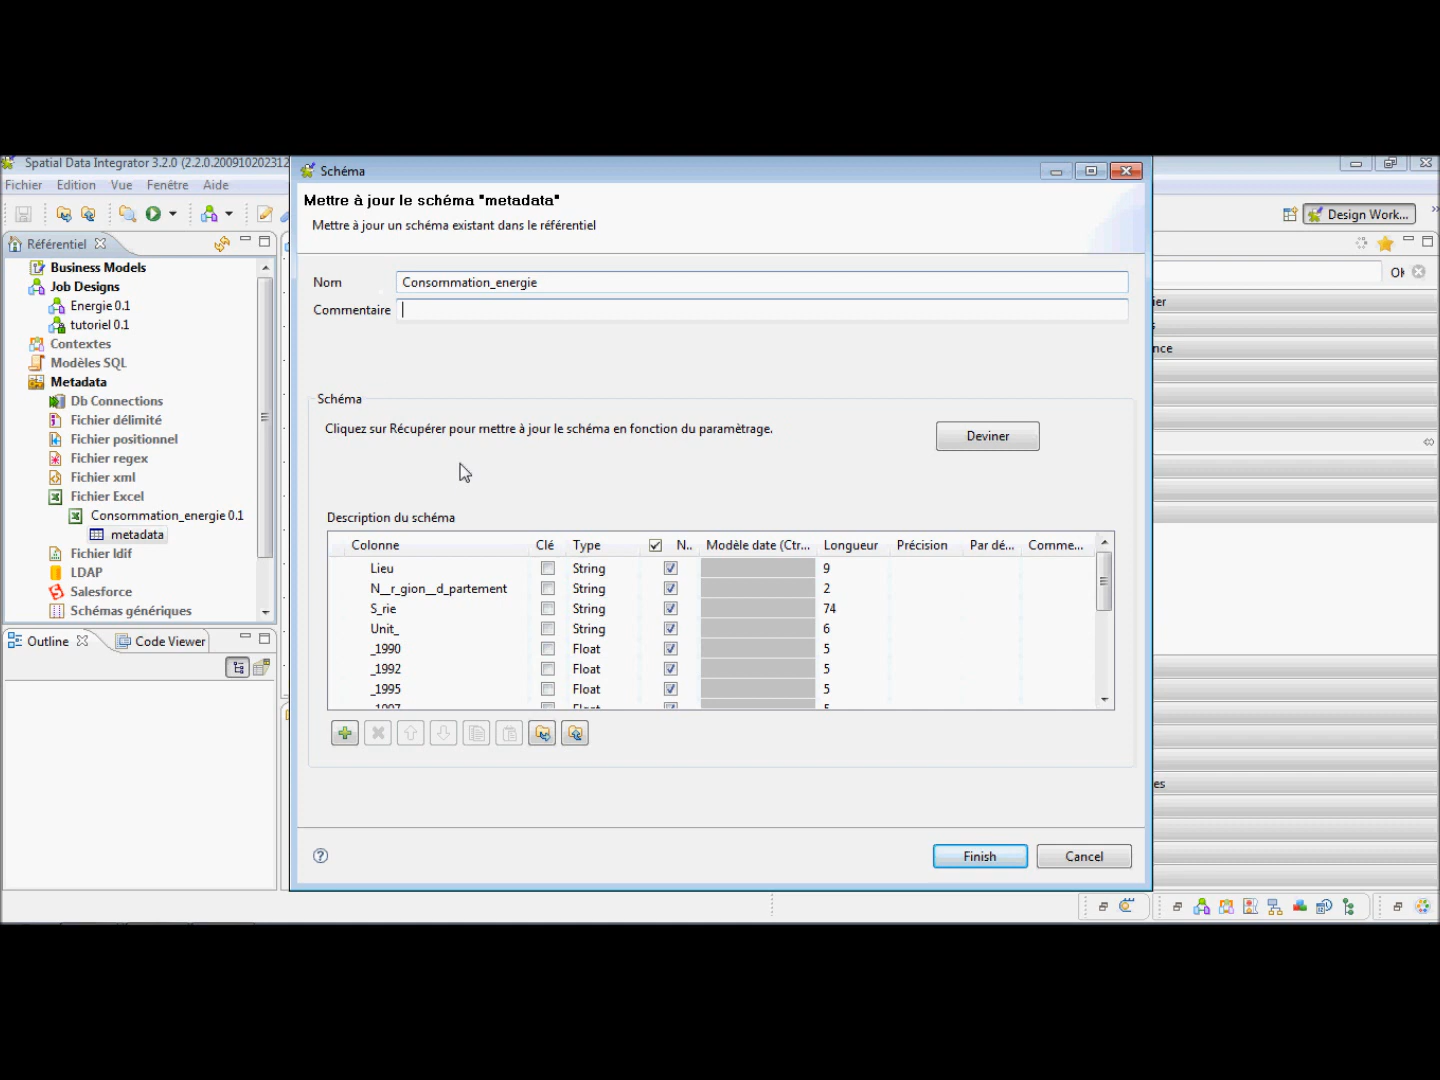 Spatial Data Integrator 3.2.0 (2.2.0.200910202312
Fichier Edition Vue Fenêtre Aide
Design Work...
Référentiel
Business Models
Job Designs
Energie 0.1
tutoriel 0.1
Contextes
Modèles SQL
Metadata
Db Connections
Fichier délimité
Fichier positionnel
Fichier regex
Fichier xml
Fichier Excel
Consommation_energie 0.1
metadata
Fichier ldif
LDAP
Salesforce
Schémas génériques
Outline
Code Viewer
Schéma
Mettre à jour le schéma "metadata"
Mettre à jour un schéma existant dans le référentiel
Nom Consommation_energie
Commentaire
Schéma
Cliquez sur Récupérer pour mettre à jour le schéma en fonction du paramètrage.
Deviner
Description du schéma
Colonne Clé Type N.. Modèle date (Ctr... Longueur Précision Par dé... Comme...
Lieu String 9
N__r_gion__d_partement String 2
S_rie String 74
Unit_ String 6
_1990 Float 5
_1992 Float 5
_1995 Float 5
_1997 Float 5
Finish
Cancel
ier
nce
es